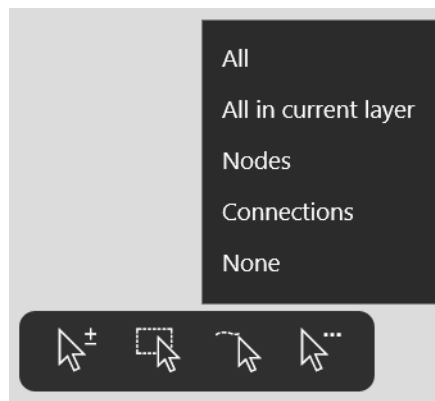 All
All in current layer
Nodes
Connections
None